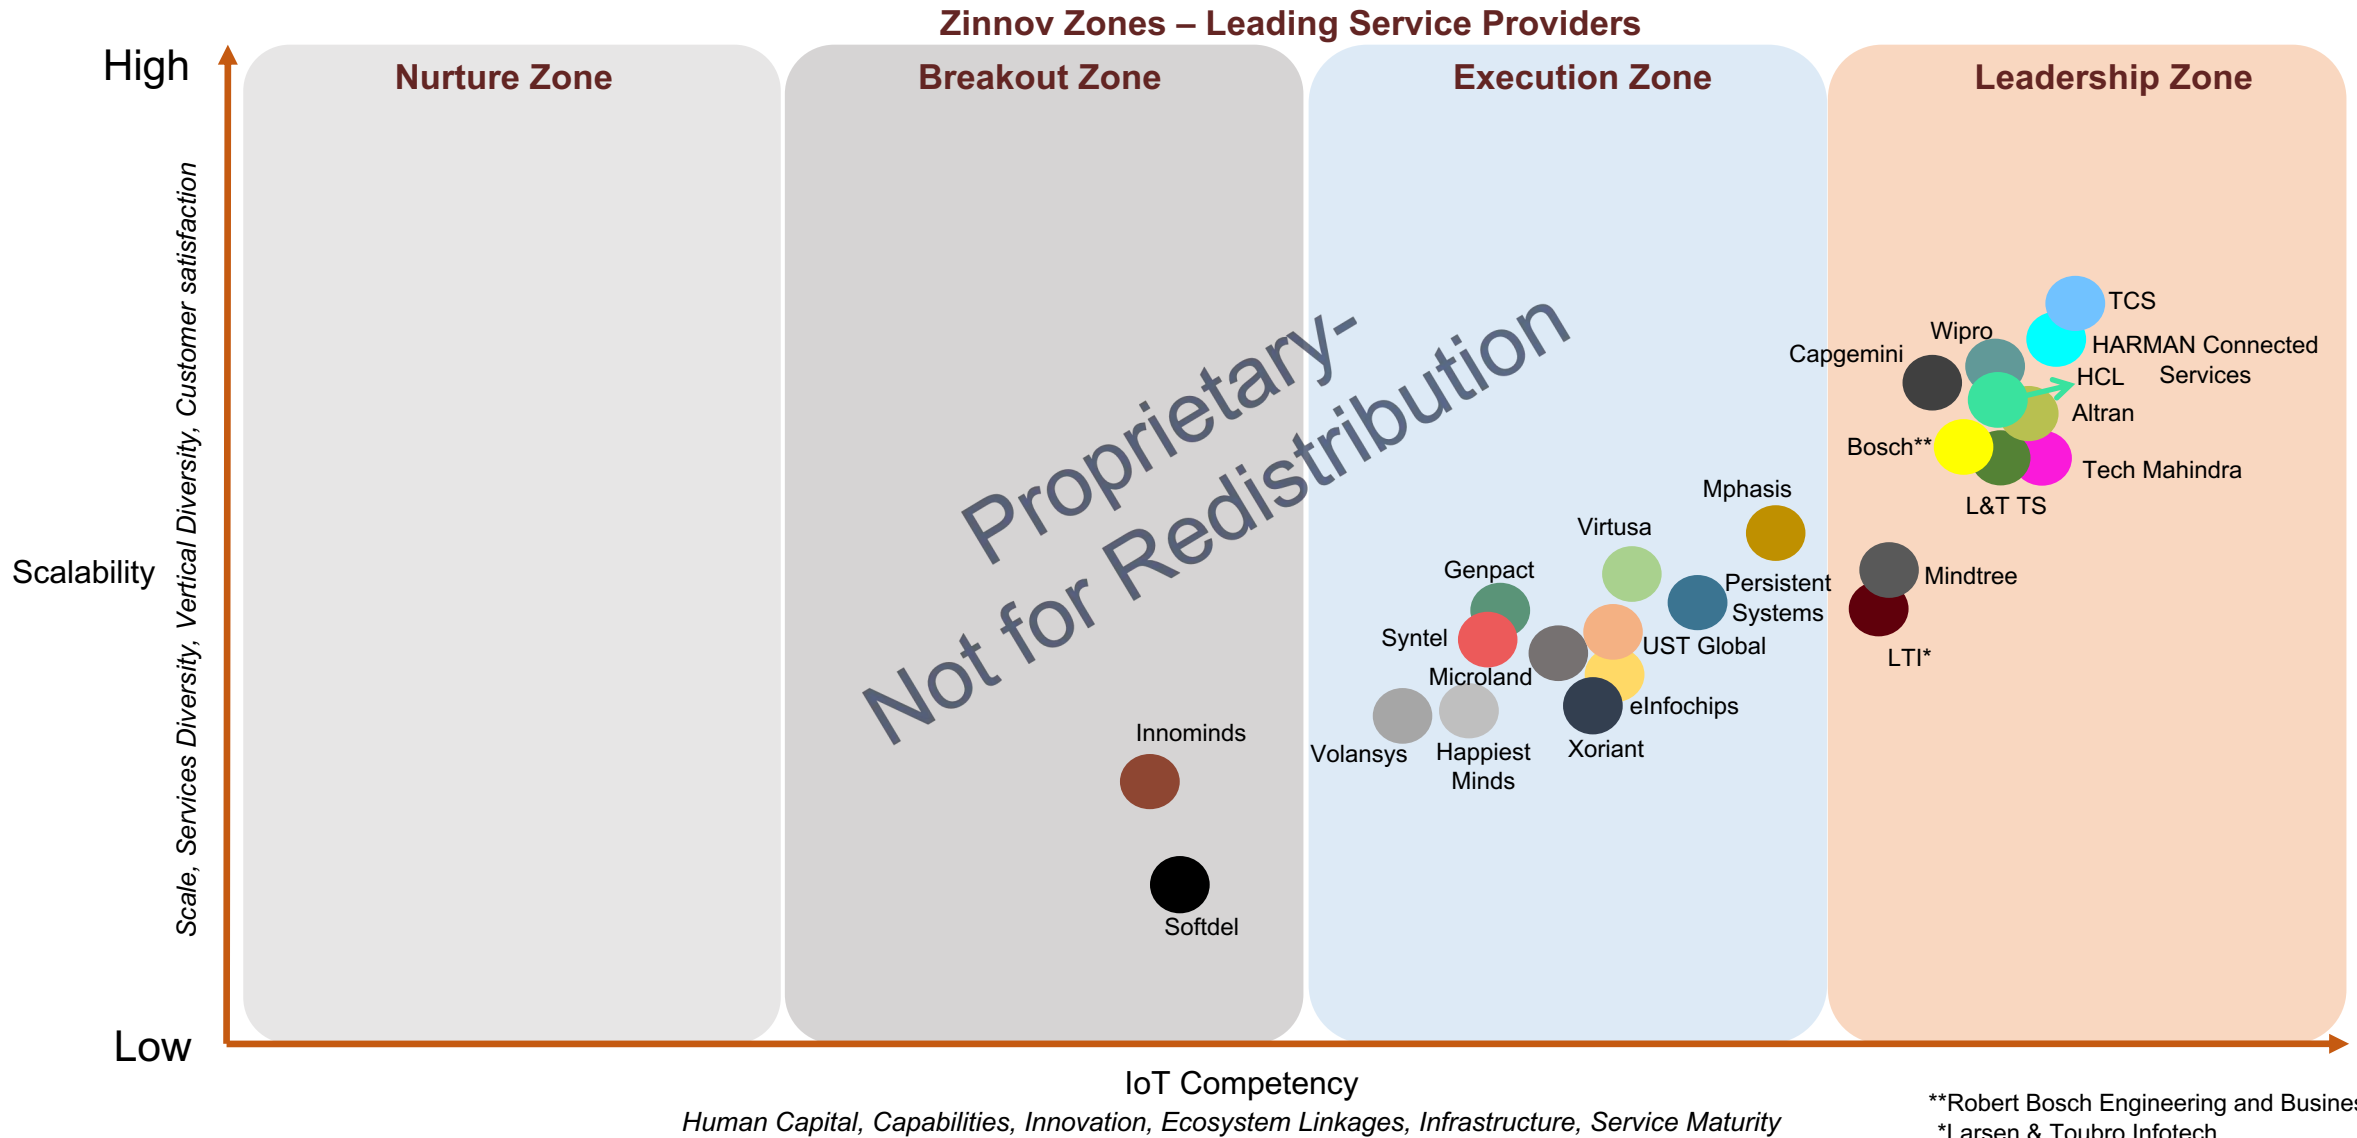 Zinnov Zones – Leading Service Providers
High
Nurture Zone
Breakout Zone
Execution Zone
Leadership Zone
Scale, Services Diversity, Vertical Diversity, Customer satisfaction
Scalability
Proprietary-
Not for Redistribution
TCS
Wipro
HARMAN Connected
Services
Capgemini
HCL
Altran
Bosch**
Tech Mahindra
L&T TS
Mphasis
Virtusa
Genpact
Persistent
Systems
Mindtree
Syntel
UST Global
LTI*
Microland
eInfochips
Volansys
Happiest
Minds
Xoriant
Innominds
Softdel
Low
IoT Competency
Human Capital, Capabilities, Innovation, Ecosystem Linkages, Infrastructure, Service Maturity
**Robert Bosch Engineering and Busines
*Larsen & Toubro Infotech